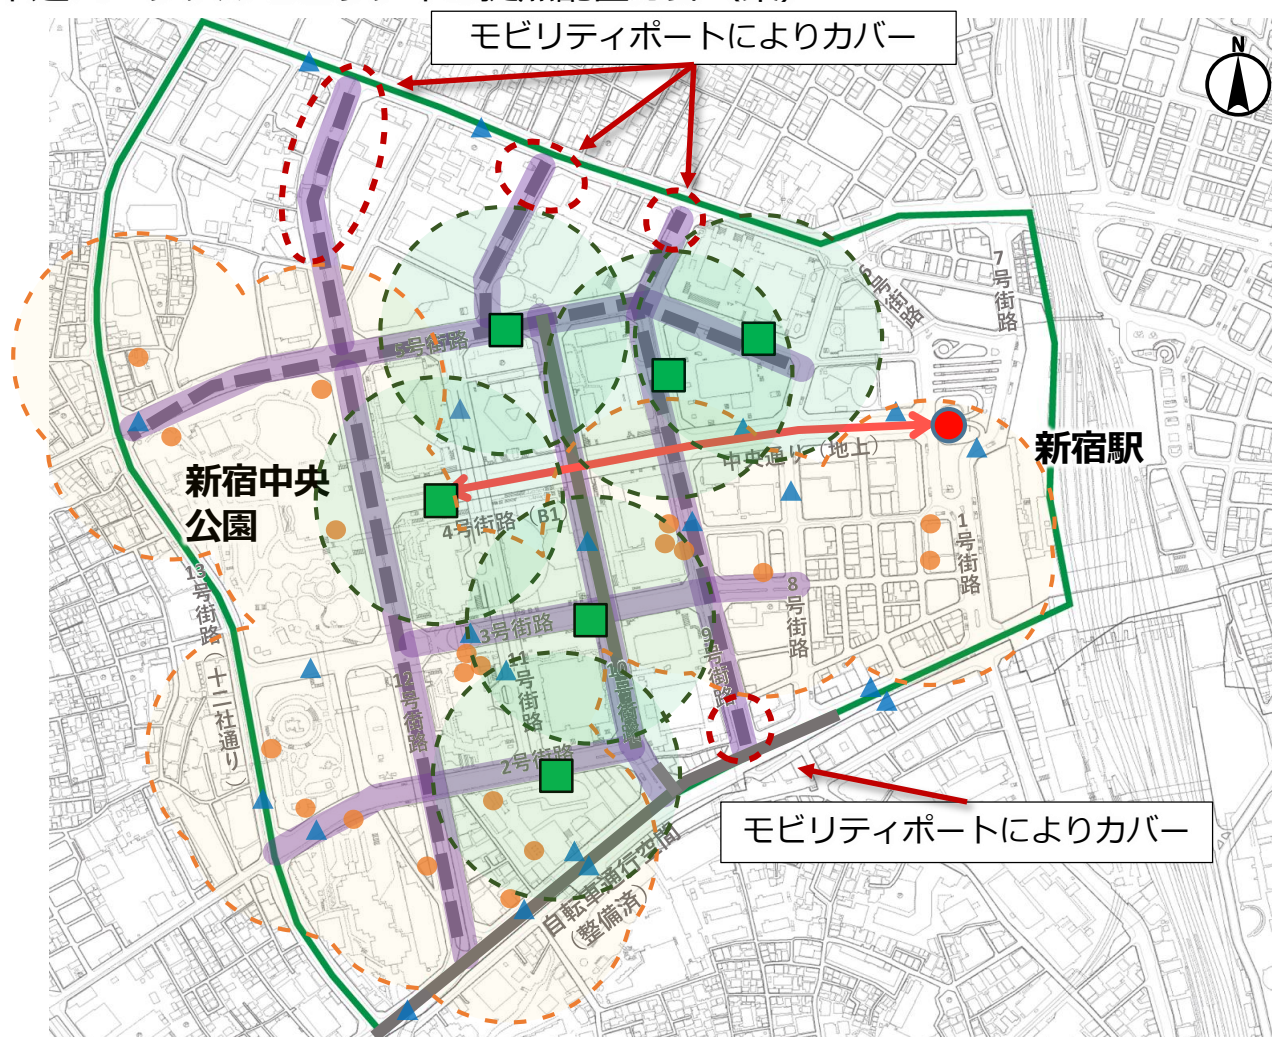 モビリティポートによりカバー
N
7号街路
6号街路
5号街路
新宿駅
中央通り（地上）
新宿中央
公園
4号街路（B1）
1号街路
13号街路
（十二社通り）
8号街路
3号街路
9号街路
11号街路
10号街路
12号街路
2号街路
モビリティポートによりカバー
自転車通行空間
（整備済）